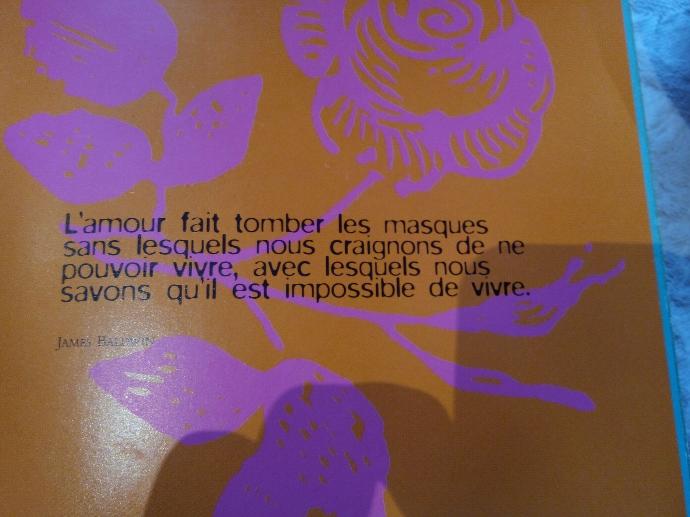 L'amour fait tomber les masques
sans lesquels nous craignons de ne
pouvoir vivre, avec lesquels nous
savons qu'il est impossible de vivre.
JAMES BALDWIN